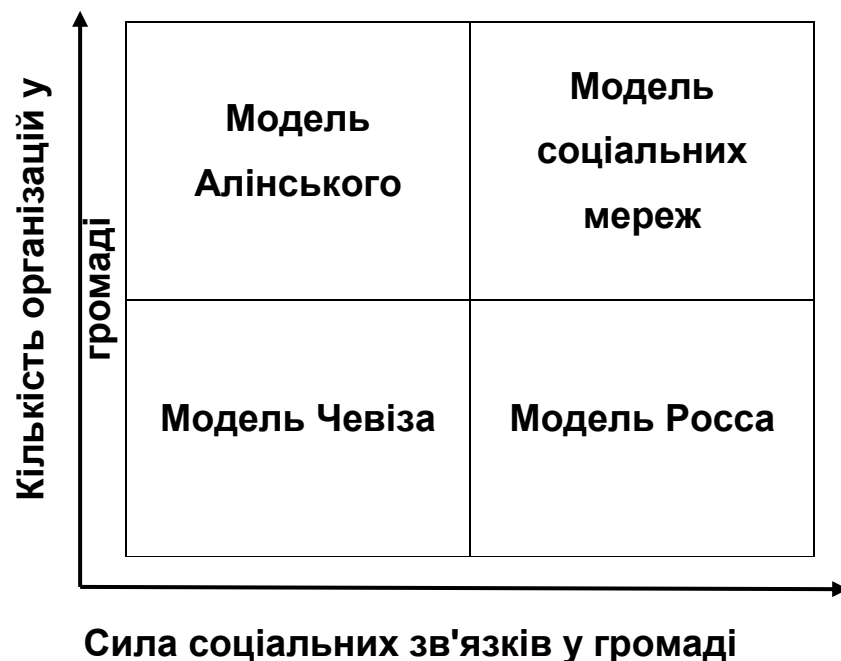 Кількість організацій у
громаді
Модель
Алінського
Модель
соціальних
мереж
Модель Чевіза
Модель Росса
Сила соціальних зв'язків у громаді